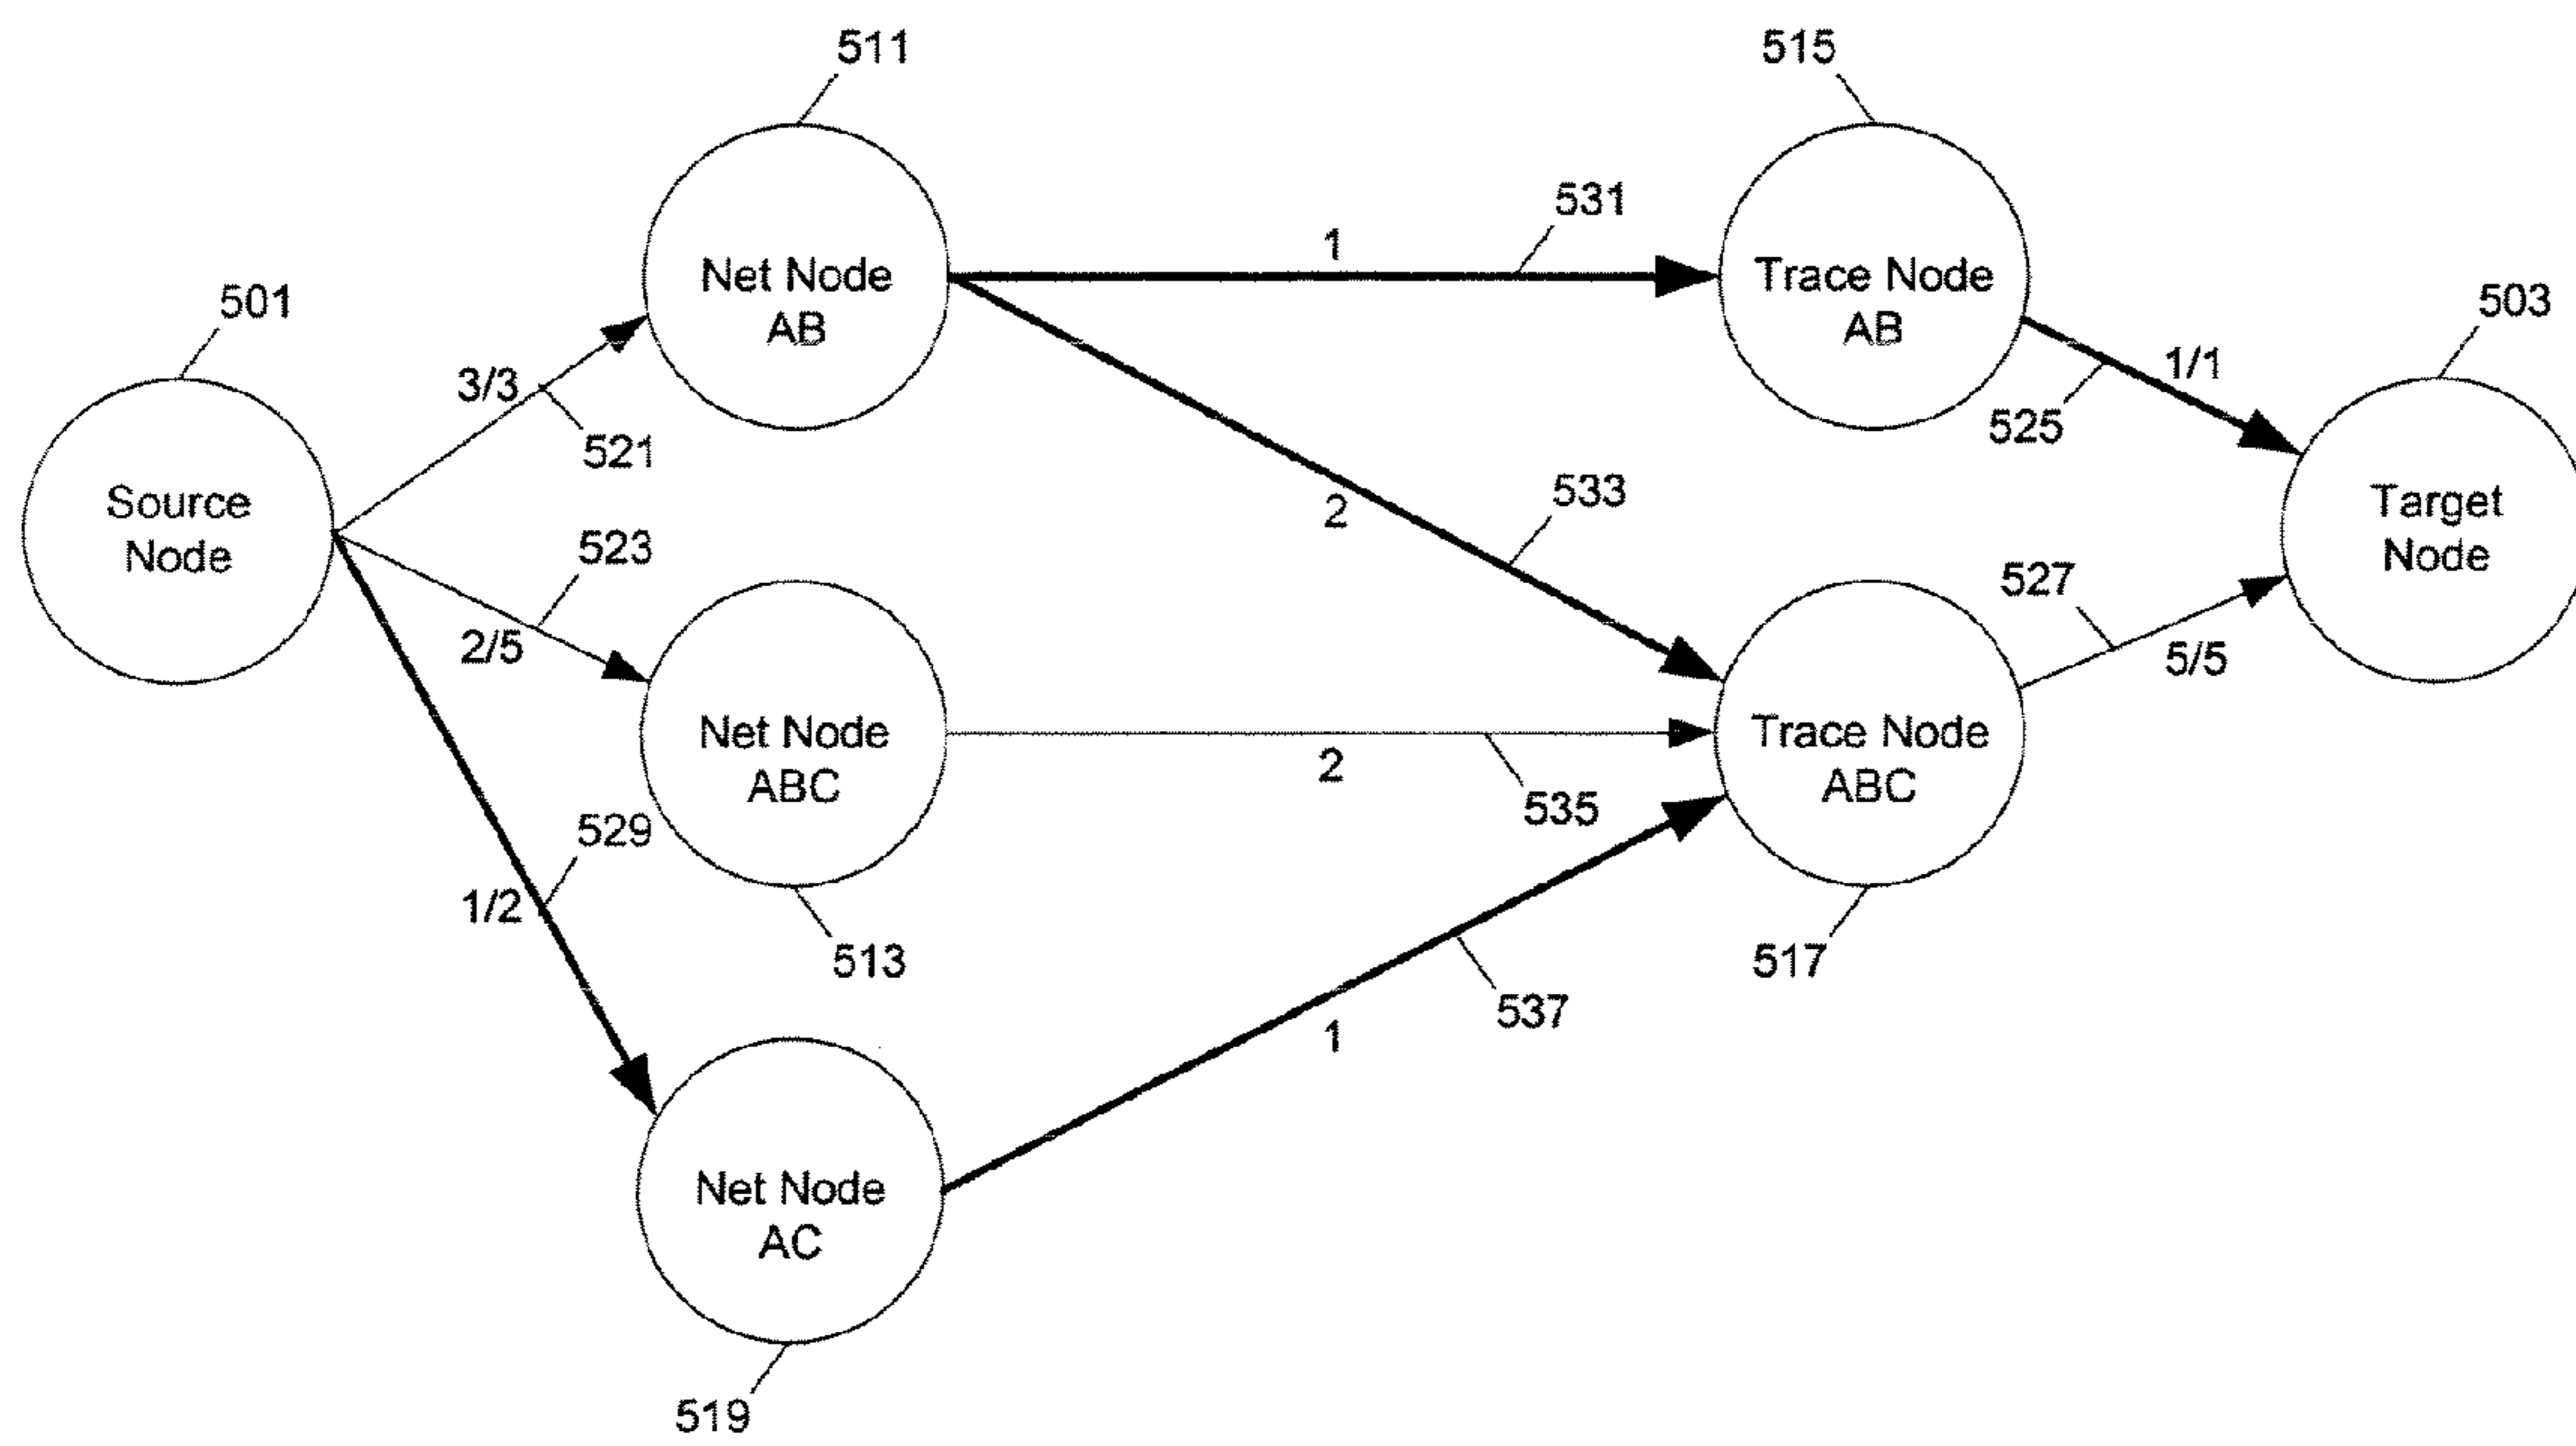 511
515
531
1
Net Node
AB
Trace Node
AB
501
503
3/3
521
1/1
525
Source
Node
523
2/5
533
2
Target
Node
527
5/5
Net Node
ABC
2
535
Trace Node
ABC
529
1/2
513
517
537
1
Net Node
AC
519